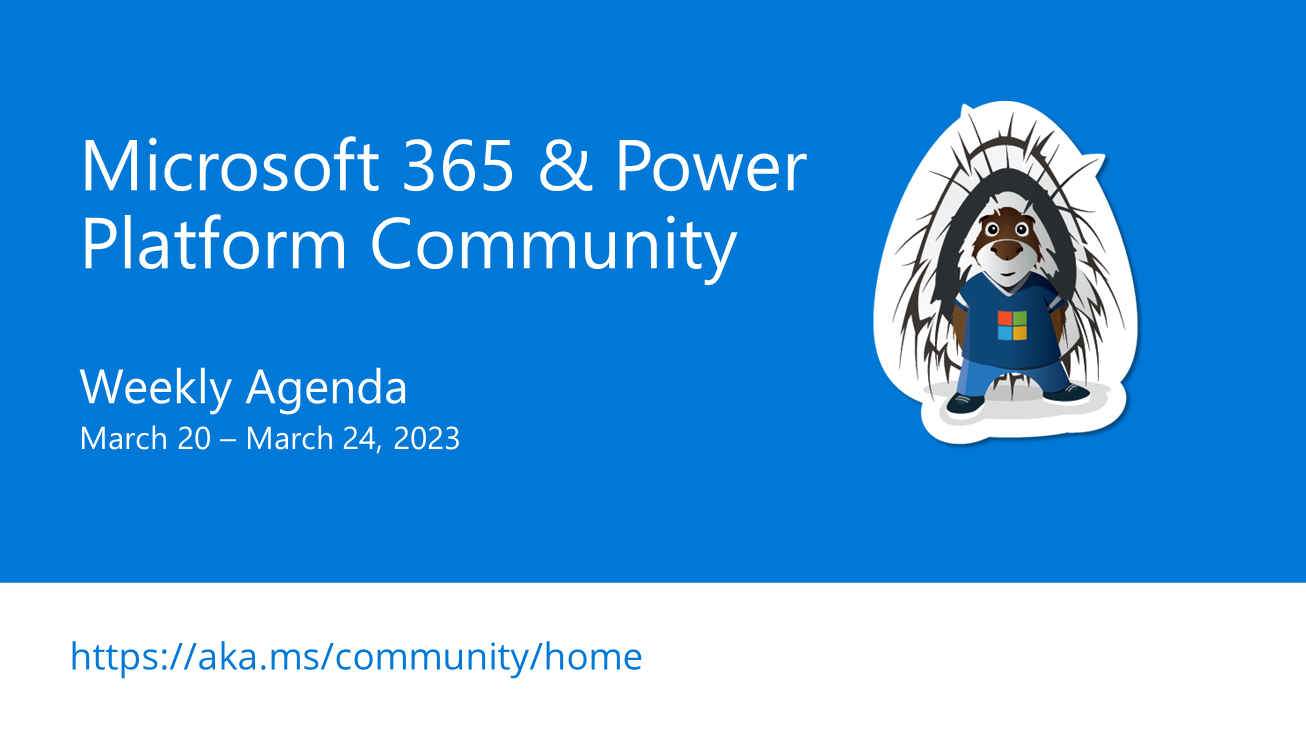 Microsoft 365 & Power
Platform Community
Weekly Agenda
March 20 – March 24, 2023
https://aka.ms/community/home